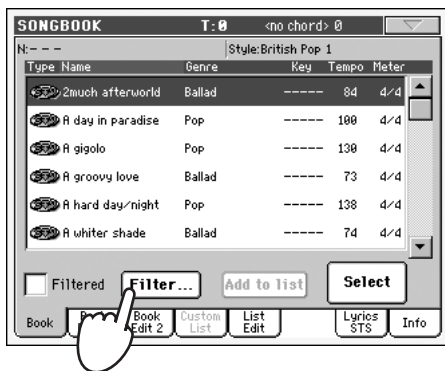 SONGBOOK T:0 <no chord> 0
N:--- Style:British Pop 1
Type Name Genre Key Tempo Meter
2much afterworld Ballad ----- 84 4/4
A day in paradise Pop ----- 100 4/4
A gigolo Pop ----- 130 4/4
A groovy love Ballad ----- 73 4/4
A hard day/night Pop ----- 138 4/4
A whiter shade Ballad ----- 74 4/4
Filtered Filter... Add to list Select
Book Book Edit 2 Custom List List Edit Lyrics STS Info